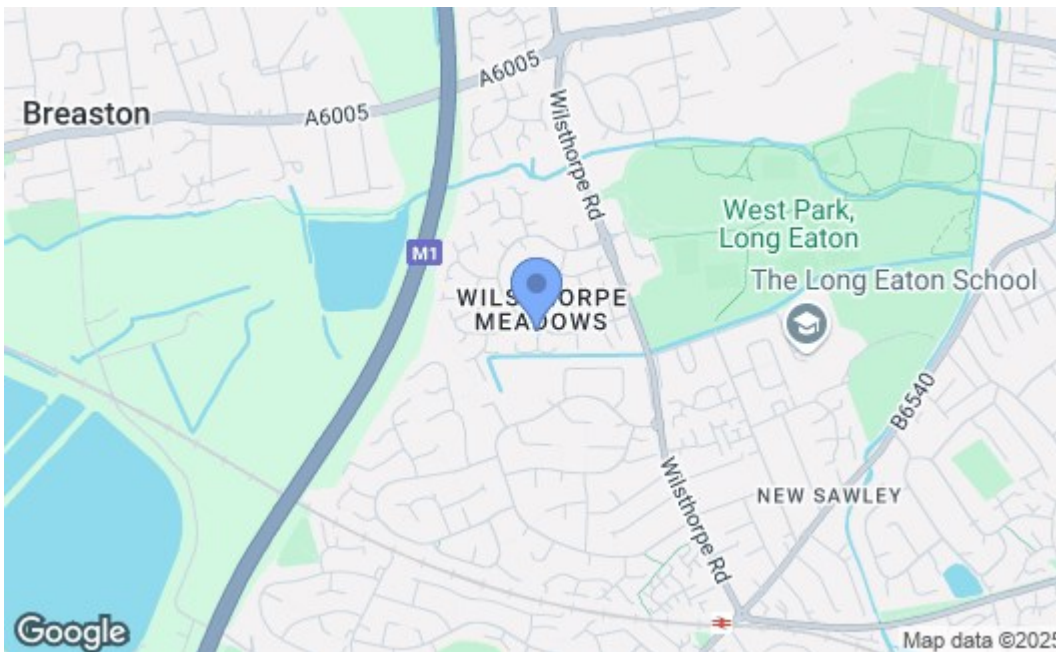 A6005
A6005
Breaston
Wilsthorpe Rd
West Park,
Long Eaton
M1
The Long Eaton School
WILSTHORPE
MEADOWS
B6540
Wilsthorpe Rd
NEW SAWLEY
Google
Map data ©2025